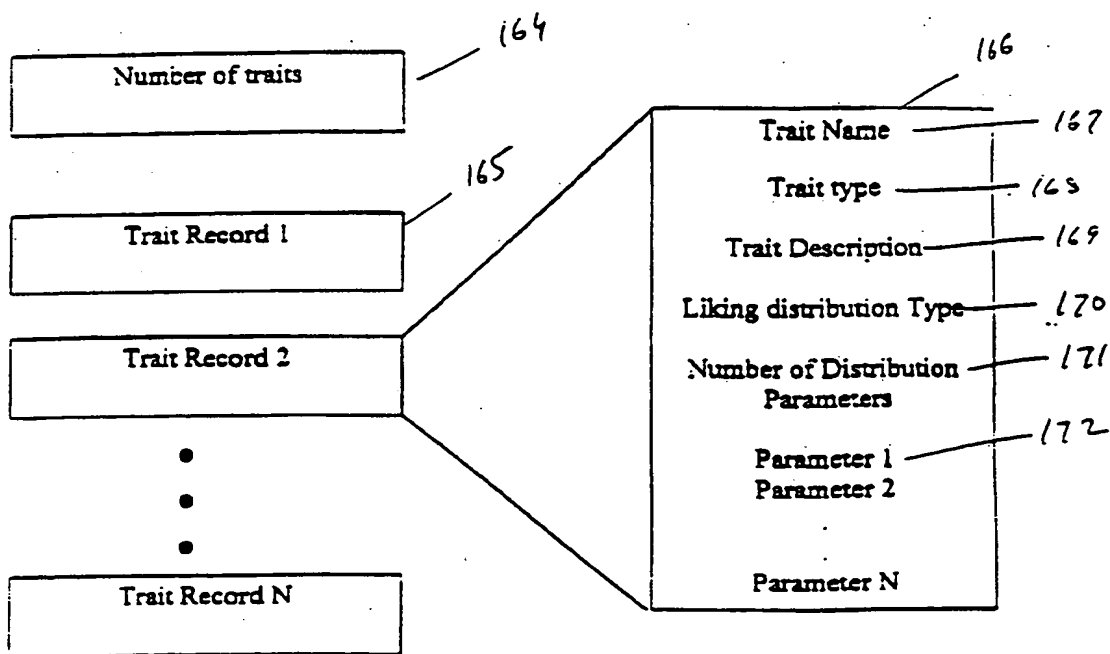 Number of traits
164
Trait Record 1
165
Trait Record 2
Trait Record N
166
Trait Name
167
Trait type
168
Trait Description
169
Liking distribution Type
170
Number of Distribution
Parameters
171
Parameter 1
172
Parameter 2
Parameter N